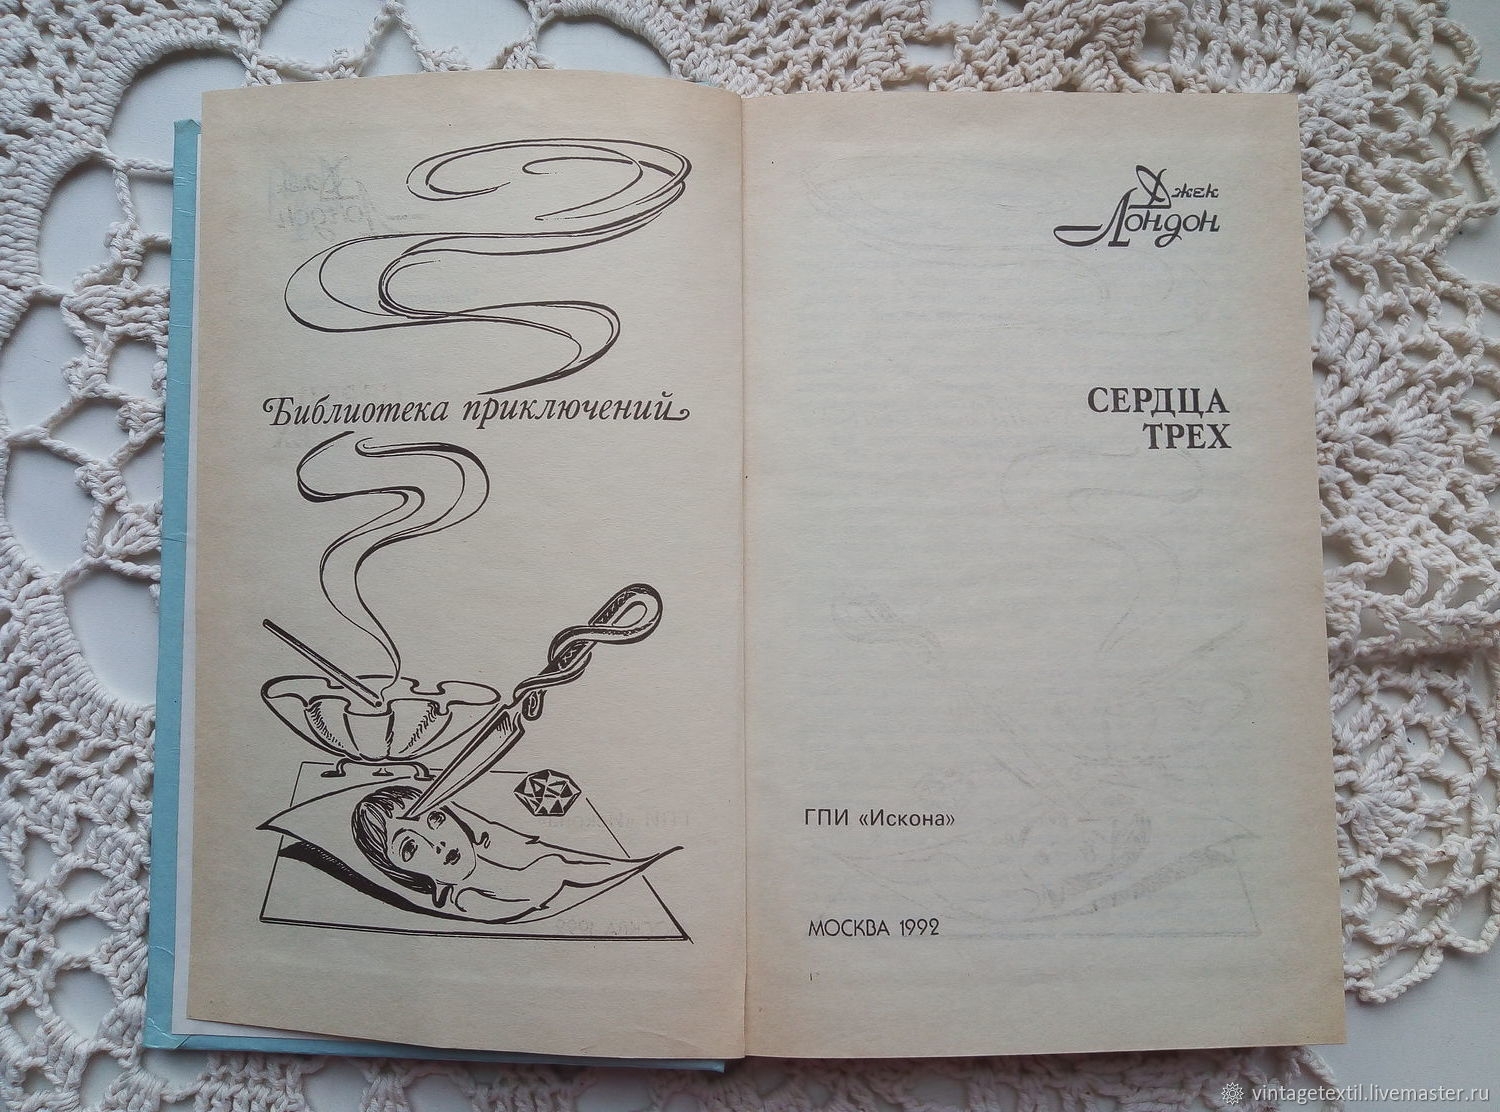 Библиотека приключений
Джек
Лондон
СЕРДЦА
ТРЕХ
ГПИ «Искона»
МОСКВА 1992
vintagetextil.livemaster.ru